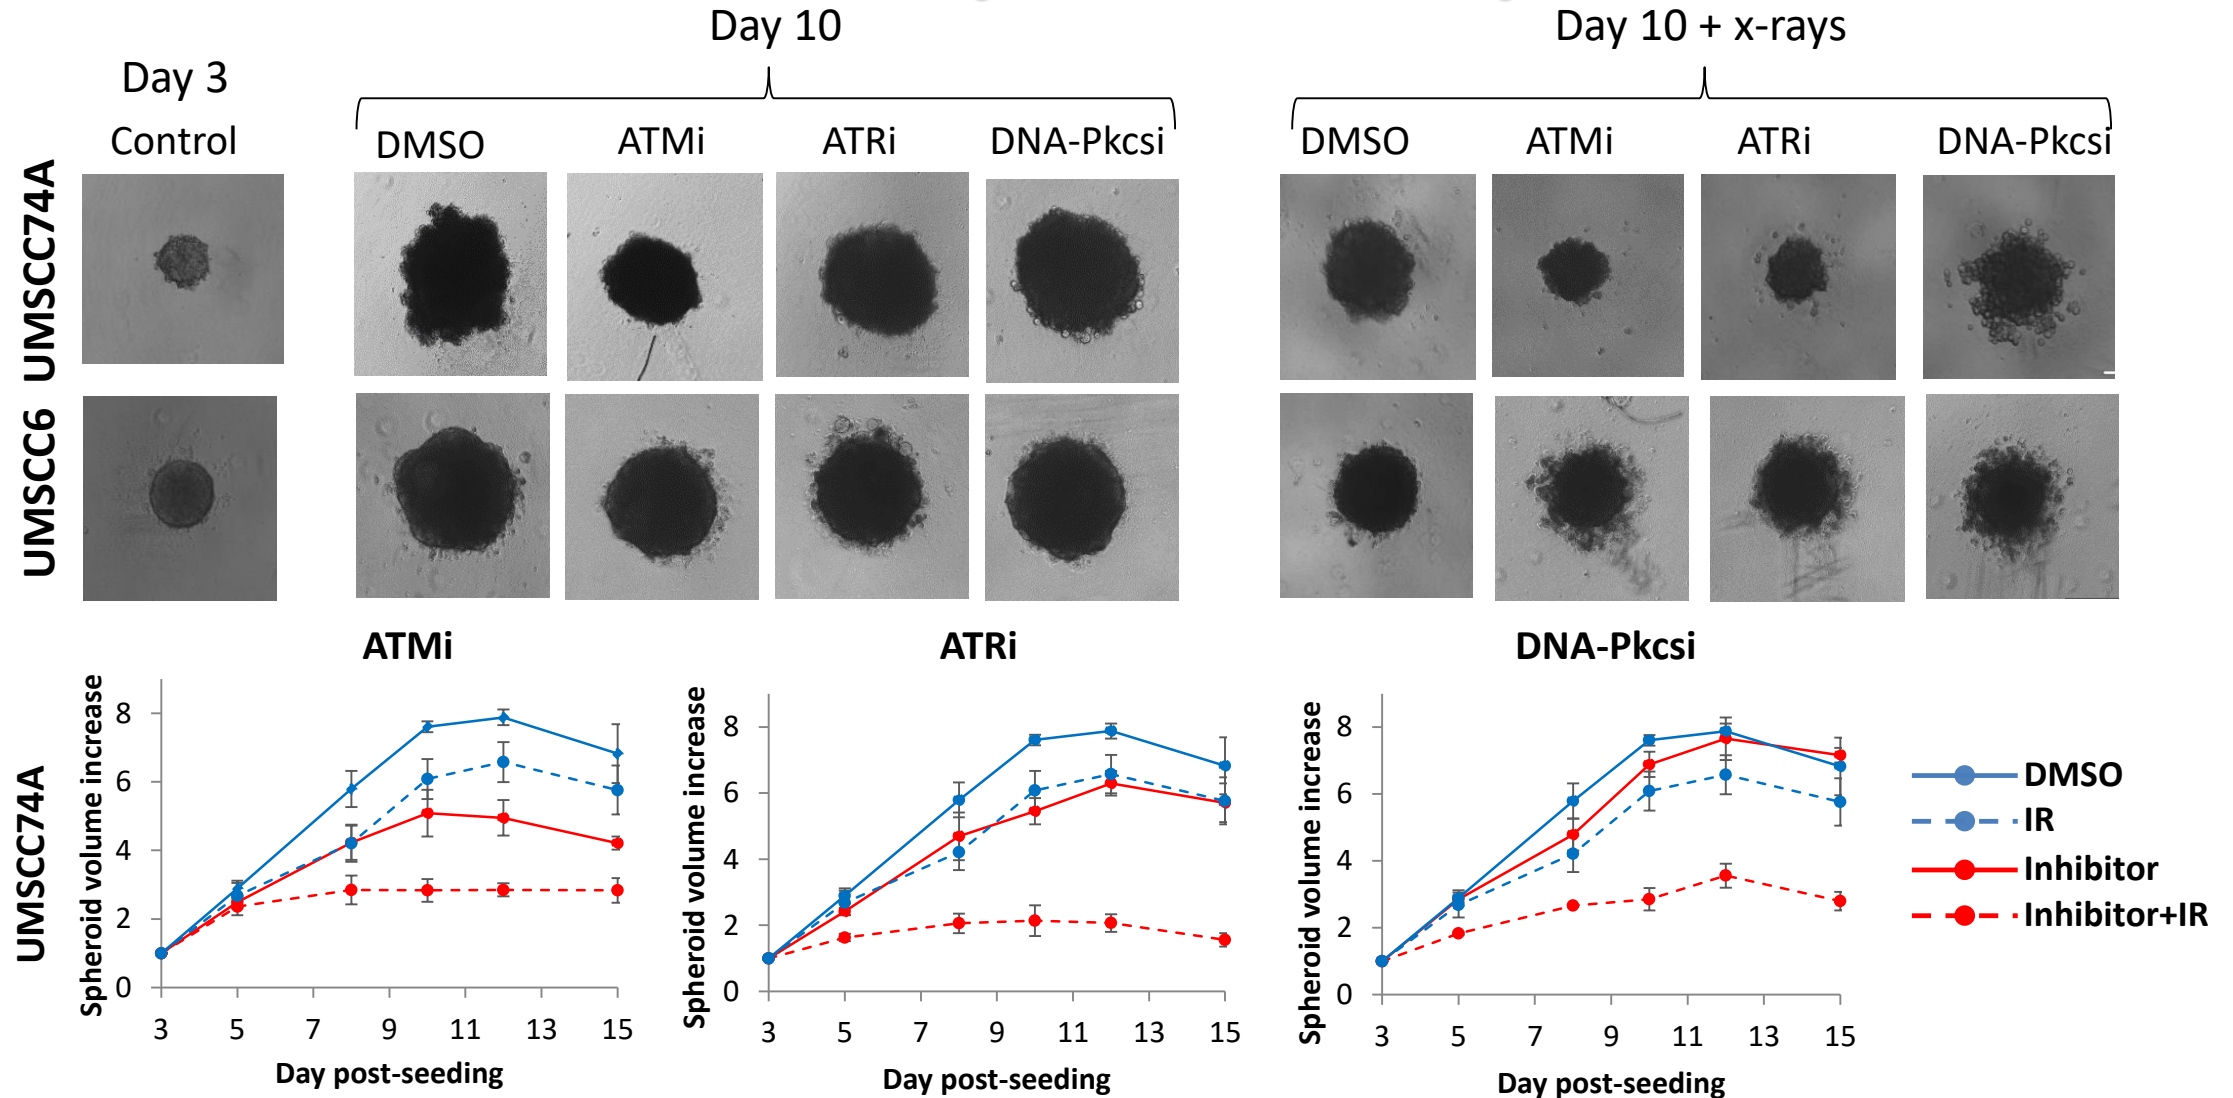 Day 10
Day 10 + x-rays
Day 3
Control
DMSO
ATMi
ATRi
DNA-Pkcsi
DMSO
ATMi
ATRi
DNA-Pkcsi
UMSCC74A
UMSCC6
ATMi
ATRi
DNA-Pkcsi
UMSCC74A
Spheroid volume increase
8
6
4
2
0
3 5 7 9 11 13 15
Day post-seeding
Spheroid volume increase
8
6
4
2
0
3 5 7 9 11 13 15
Day post-seeding
Spheroid volume increase
8
6
4
2
0
3 5 7 9 11 13 15
Day post-seeding
DMSO
IR
Inhibitor
Inhibitor+IR